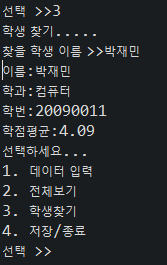 선택 >>3
학생 찾기.....
찾을 학생 이름 >>박재민
이름:박재민
학과:컴퓨터
학번:20090011
학점평균:4.09
선택하세요...
1. 데이터 입력
2. 전체보기
3. 학생찾기
4. 저장/종료
선택 >>